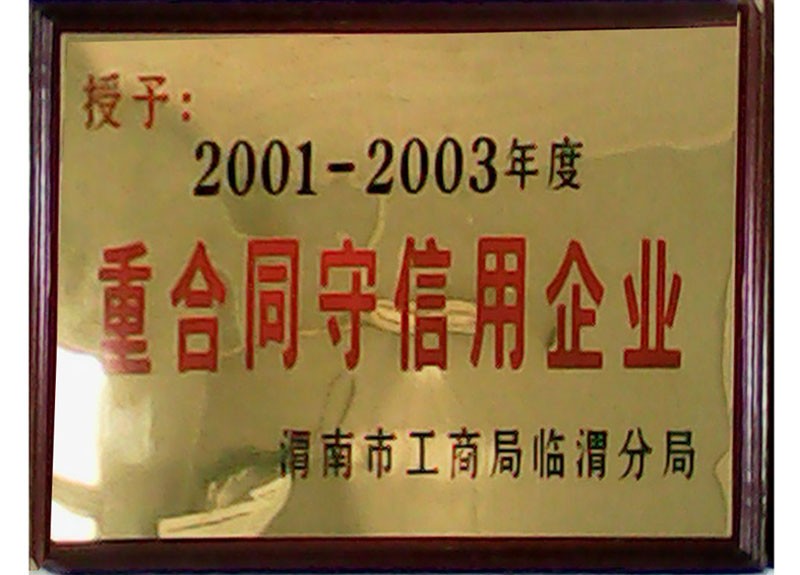 授予：
2001-2003年度
重合同守信用企业
渭南市工商局临渭分局